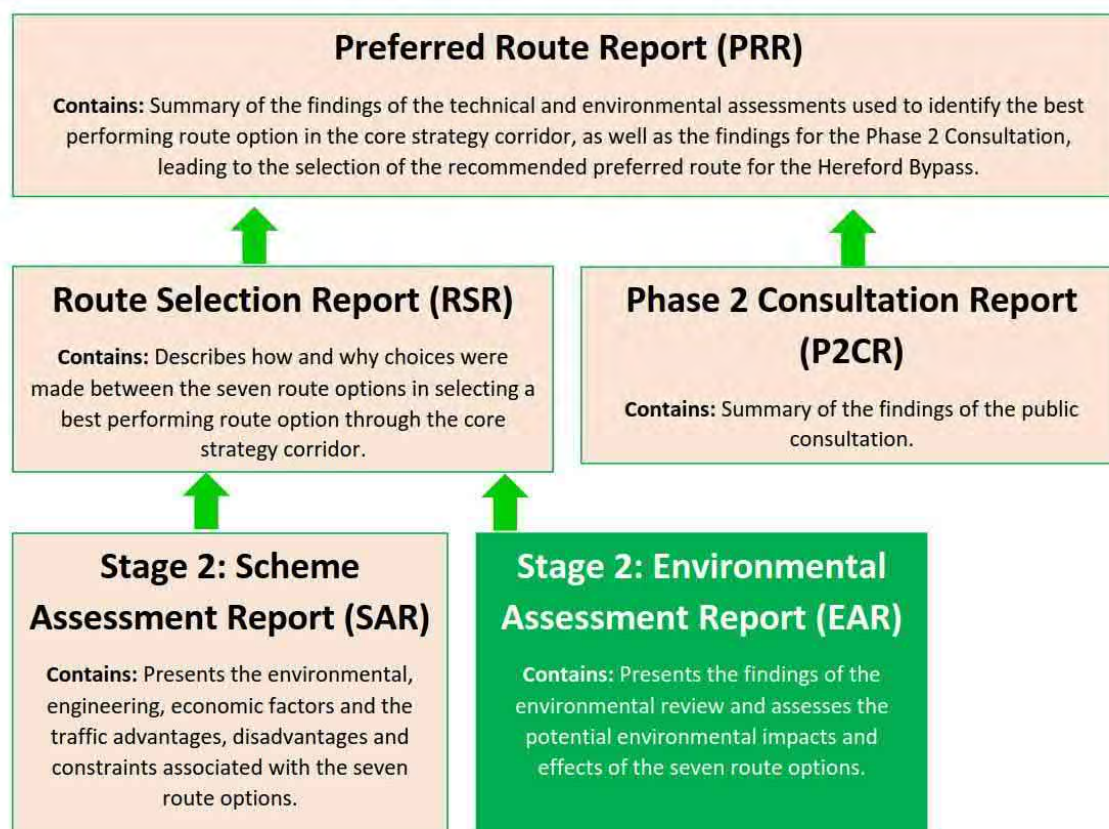 Preferred Route Report (PRR)
Contains: Summary of the findings of the technical and environmental assessments used to identify the best
performing route option in the core strategy corridor, as well as the findings for the Phase 2 Consultation,
leading to the selection of the recommended preferred route for the Hereford Bypass.
Route Selection Report (RSR)
Contains: Describes how and why choices were
made between the seven route options in selecting a
best performing route option through the core
strategy corridor.
Phase 2 Consultation Report
(P2CR)
Contains: Summary of the findings of the public
consultation.
Stage 2: Scheme
Assessment Report (SAR)
Contains: Presents the environmental,
engineering, economic factors and the
traffic advantages, disadvantages and
constraints associated with the seven
route options.
Stage 2: Environmental
Assessment Report (EAR)
Contains: Presents the findings of the
environmental review and assesses the
potential environmental impacts and
effects of the seven route options.